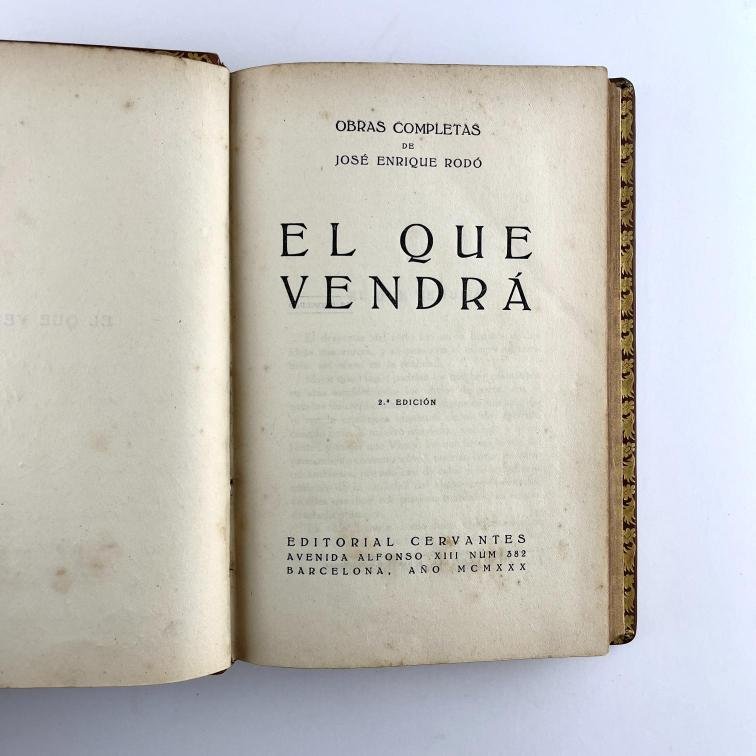 OBRAS COMPLETAS
DE
JOSÉ ENRIQUE RODÓ
EL QUE
VENDRÁ
2.ª EDICIÓN
EDITORIAL CERVANTES
AVENIDA ALFONSO XIII NUM 382
BARCELONA, AÑO MCMXXX